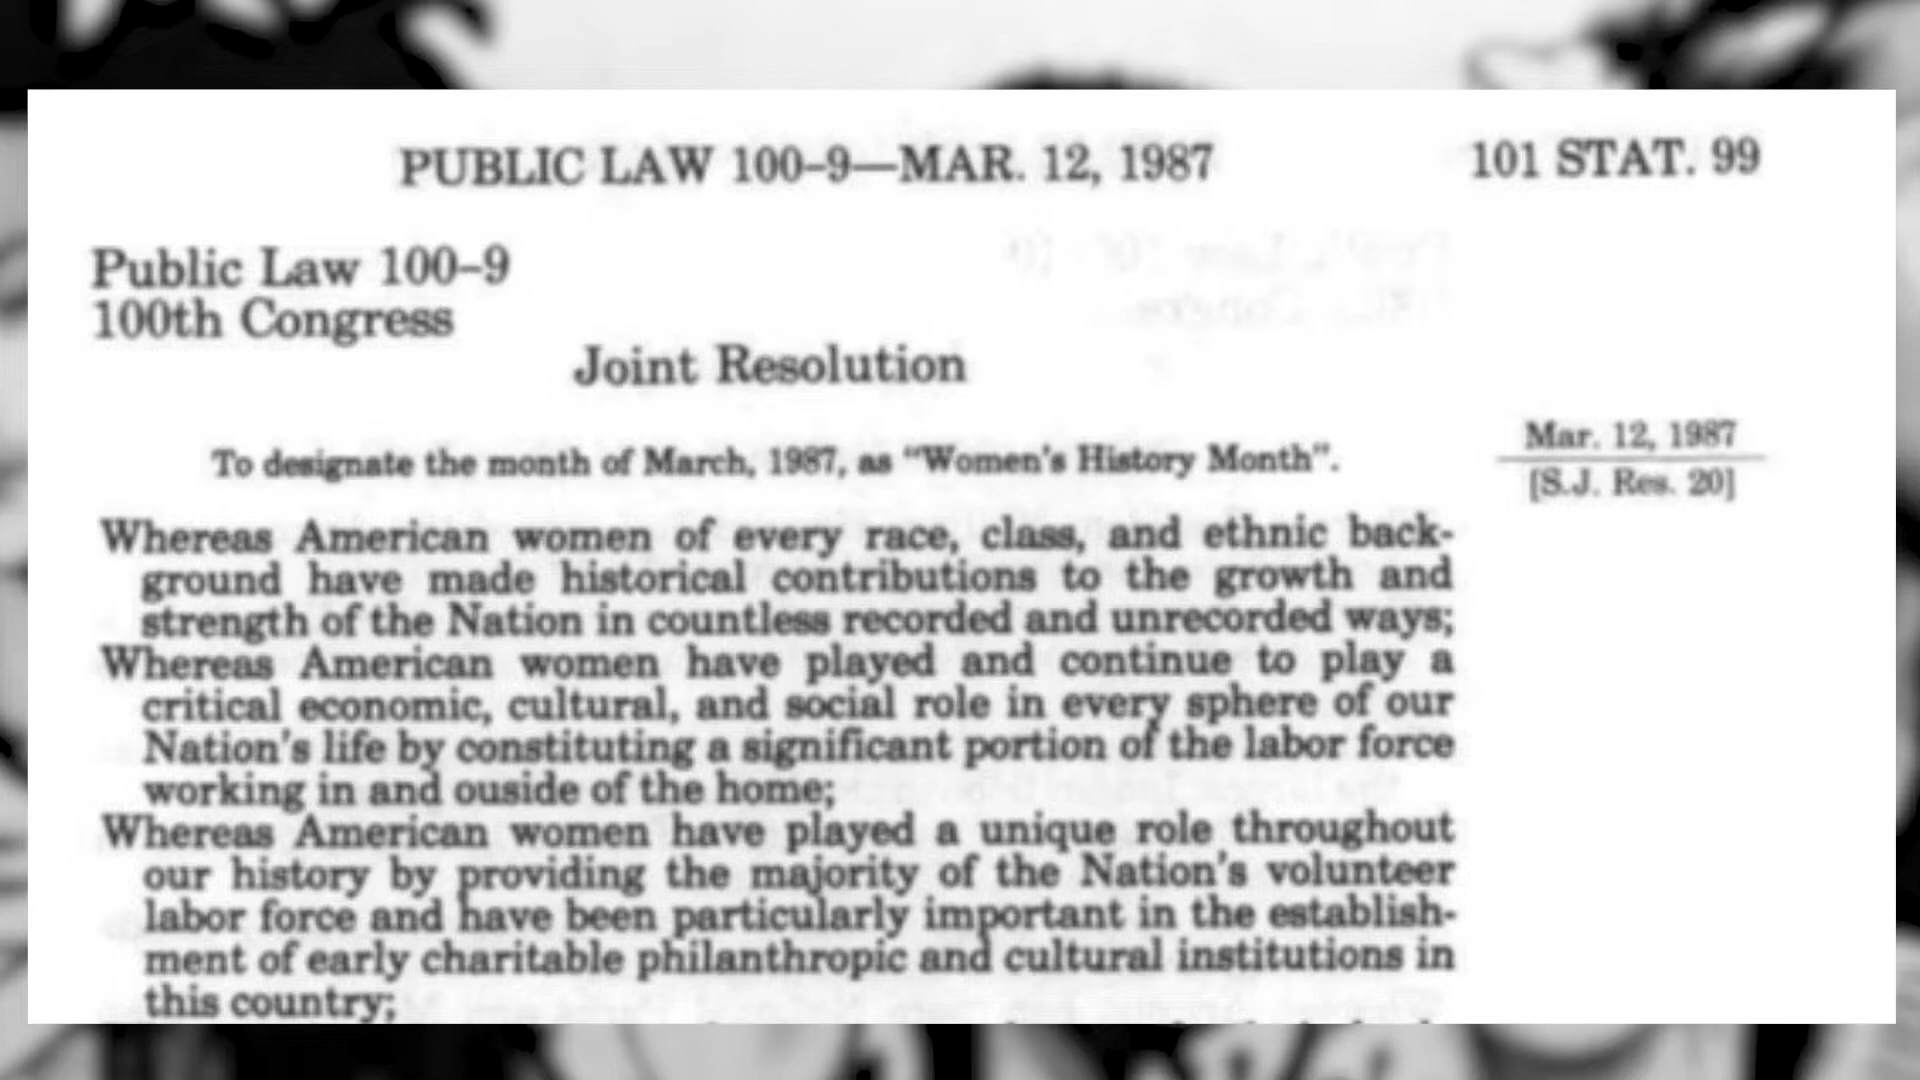 PUBLIC LAW 100–9—MAR. 12, 1987
101 STAT. 99
Public Law 100–9
100th Congress
Joint Resolution
To designate the month of March, 1987, as “Women’s History Month”.
Mar. 12, 1987
[S.J. Res. 20]
Whereas American women of every race, class, and ethnic back-
ground have made historical contributions to the growth and
strength of the Nation in countless recorded and unrecorded ways;
Whereas American women have played and continue to play a
critical economic, cultural, and social role in every sphere of our
Nation’s life by constituting a significant portion of the labor force
working in and ouside of the home;
Whereas American women have played a unique role throughout
our history by providing the majority of the Nation’s volunteer
labor force and have been particularly important in the establish-
ment of early charitable philanthropic and cultural institutions in
this country;